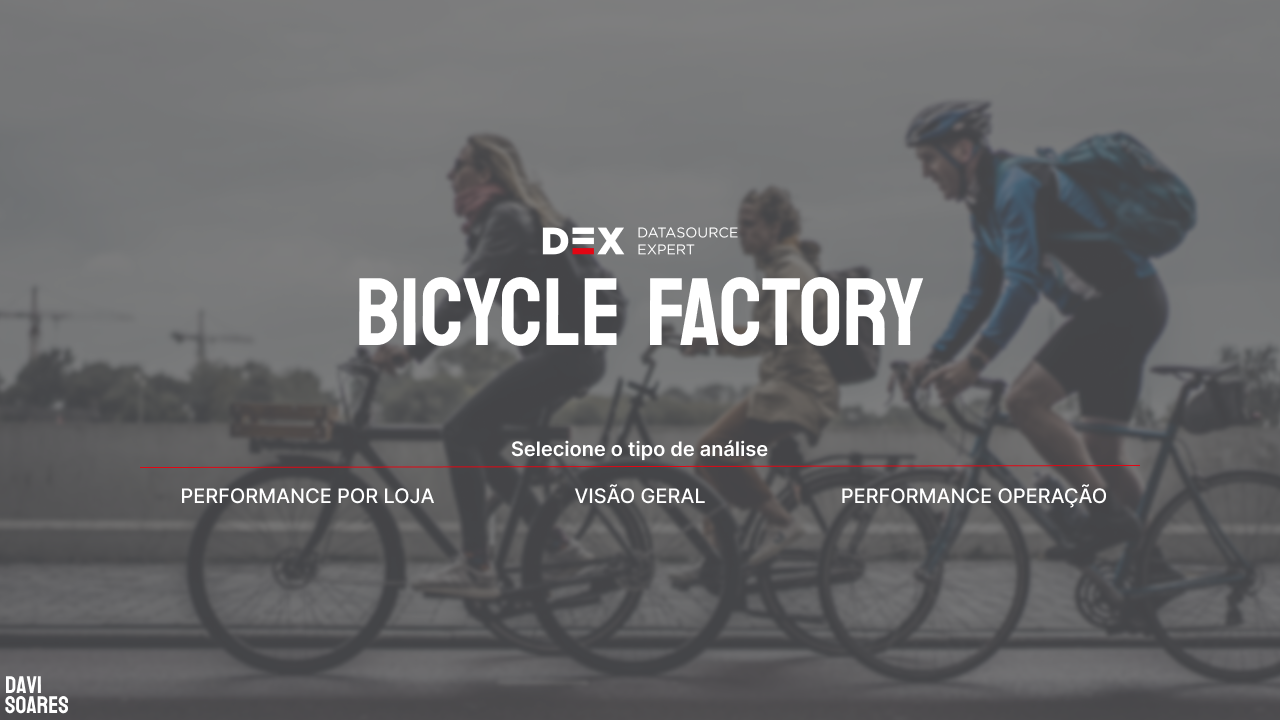 DEX DATASOURCE
EXPERT
BICYCLE FACTORY
Selecione o tipo de análise
PERFORMANCE POR LOJA VISÃO GERAL PERFORMANCE OPERAÇÃO
DAVI
SOARES